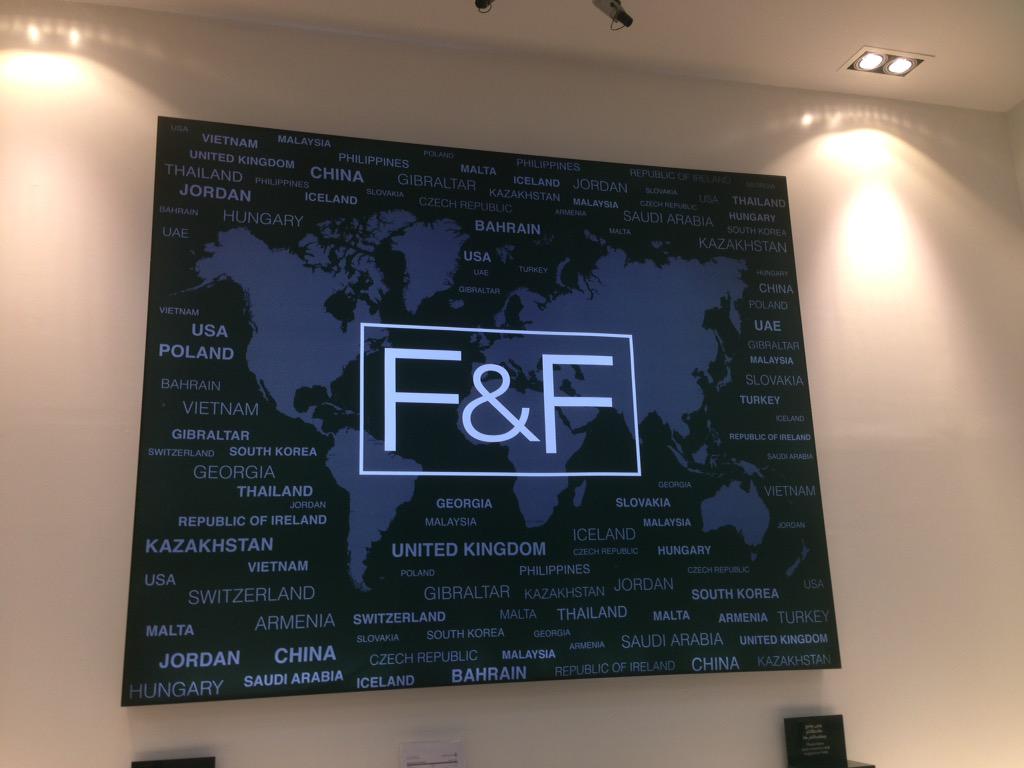 USA
VIETNAM MALAYSIA
UNITED KINGDOM PHILIPPINES POLAND PHILIPPINES
THAILAND CHINA MALTA ICELAND JORDAN REPUBLIC OF IRELAND GEORGIA
PHILIPPINES GIBRALTAR KAZAKHSTAN SLOVAKIA USA THAILAND
JORDAN ICELAND SLOVAKIA CZECH REPUBLIC MALAYSIA CZECH REPUBLIC
BAHRAIN HUNGARY ARMENIA SAUDI ARABIA HUNGARY
UAE BAHRAIN MALTA SOUTH KOREA
KAZAKHSTAN
USA
UAE TURKEY HUNGARY
GIBRALTAR CHINA
VIETNAM POLAND
USA UAE
POLAND GIBRALTAR
MALAYSIA
F&F
BAHRAIN SLOVAKIA
VIETNAM TURKEY
ICELAND
GIBRALTAR REPUBLIC OF IRELAND
SWITZERLAND SOUTH KOREA SAUDI ARABIA
GEORGIA
THAILAND GEORGIA VIETNAM
JORDAN GEORGIA SLOVAKIA
REPUBLIC OF IRELAND MALAYSIA MALAYSIA JORDAN
KAZAKHSTAN UNITED KINGDOM ICELAND
CZECH REPUBLIC HUNGARY
VIETNAM POLAND PHILIPPINES CZECH REPUBLIC
USA SWITZERLAND GIBRALTAR KAZAKHSTAN JORDAN SOUTH KOREA USA
ARMENIA SWITZERLAND MALTA THAILAND MALTA ARMENIA TURKEY
MALTA SLOVAKIA SOUTH KOREA GEORGIA ARMENIA SAUDI ARABIA UNITED KINGDOM
JORDAN CHINA CZECH REPUBLIC MALAYSIA
HUNGARY SAUDI ARABIA ICELAND BAHRAIN REPUBLIC OF IRELAND CHINA KAZAKHSTAN